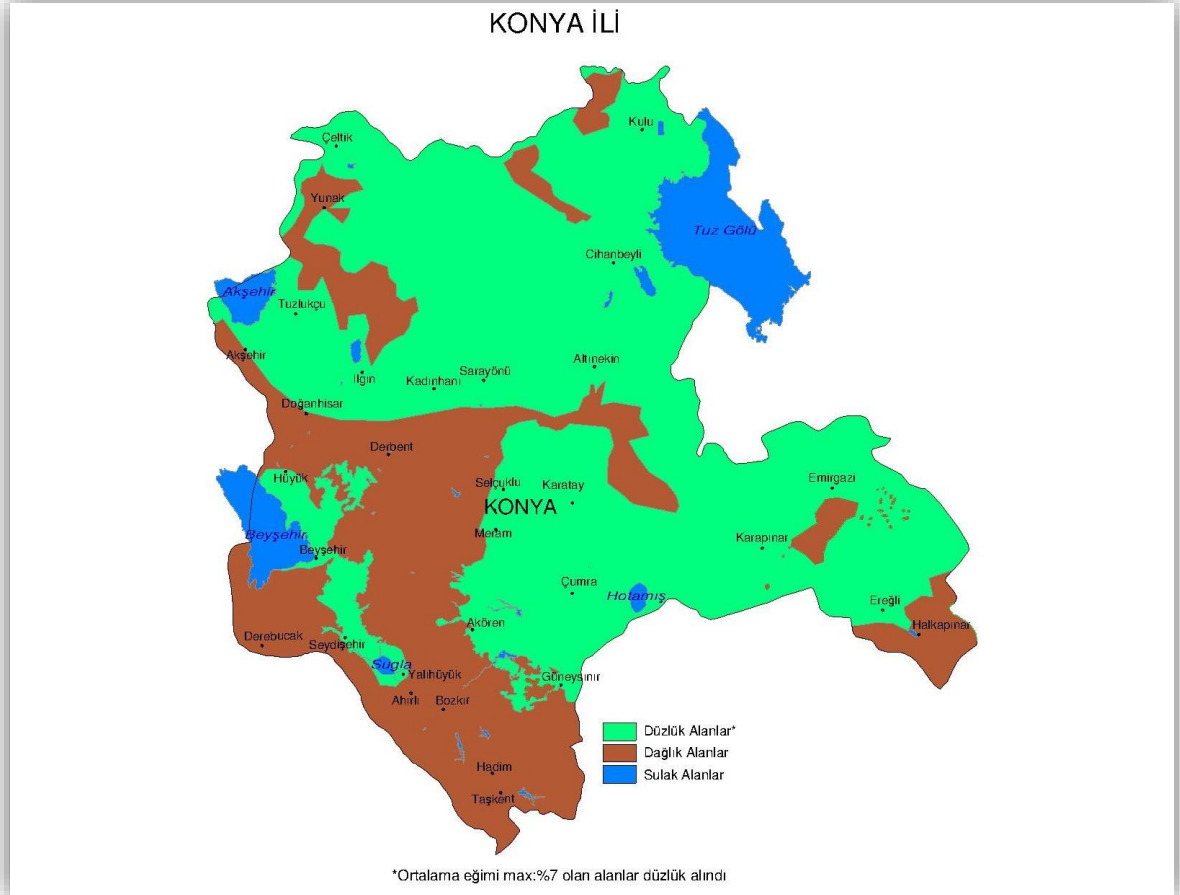 KONYA İLİ
Kulu
Çeltik
Yunak
Tuz Gölü
Cihanbeyli
Akşehir
Tuzlukçu
Akşehir
Altınekin
Ilgın
Kadınhanı
Sarayönü
Doğanhisar
Derbent
Hüyük
Selçuklu
Karatay
Emirgazi
KONYA
Meram
Beyşehir
Karapınar
Beyşehir
Çumra
Hotamış
Ereğli
Akören
Halkapınar
Derebucak
Seydişehir
Sugla
Yalıhüyük
Güneysınır
Ahırlı
Bozkır
Düzlük Alanlar*
Dağlık Alanlar
Sulak Alanlar
Hadim
Taşkent
*Ortalama eğimi max:%7 olan alanlar düzlük alındı